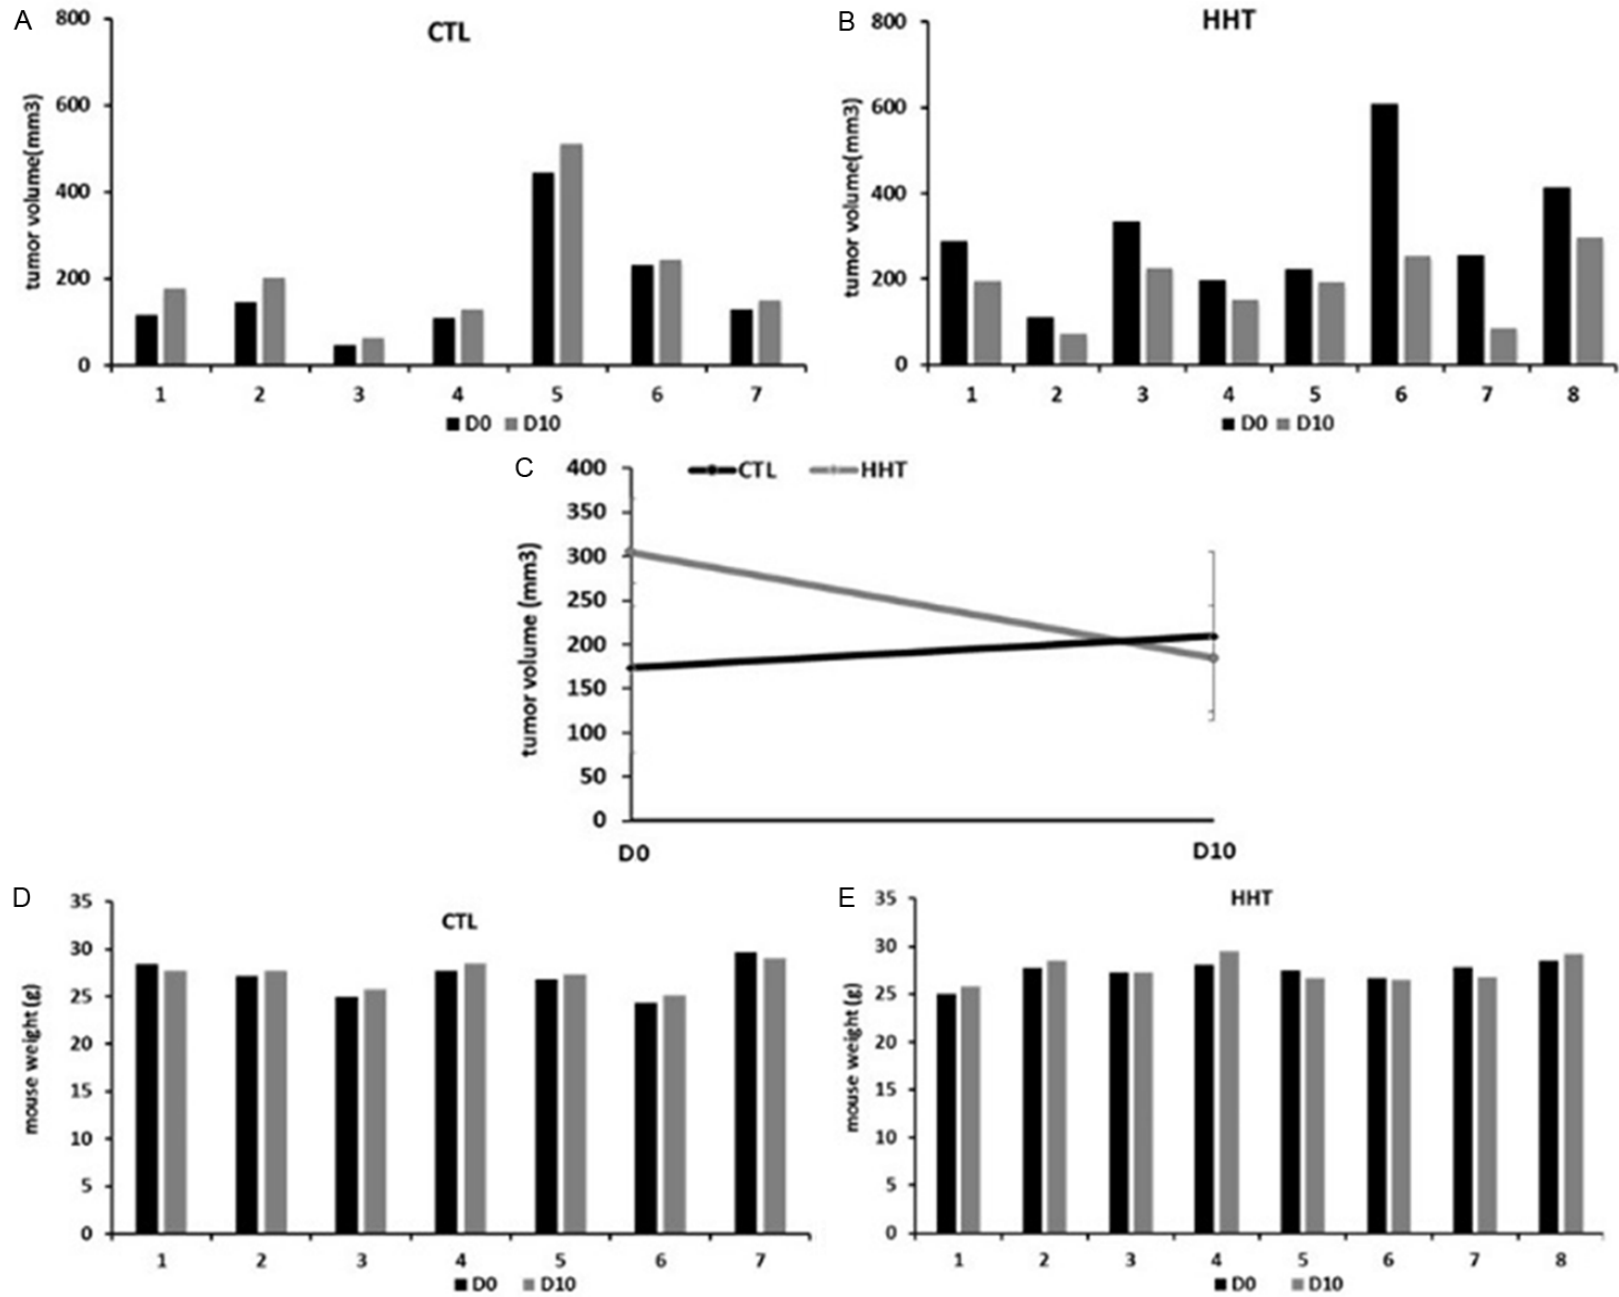 A
CTL
tumor volume(mm3)
800
600
400
200
0
1 2 3 4 5 6 7
D0 D10
B
HHT
tumor volume(mm3)
800
600
400
200
0
1 2 3 4 5 6 7 8
D0 D10
C
CTL HHT
tumor volume (mm3)
400
350
300
250
200
150
100
50
0
D0 D10
D
CTL
mouse weight(g)
35
30
25
20
15
10
5
0
1 2 3 4 5 6 7
D0 D10
E
HHT
mouse weight(g)
35
30
25
20
15
10
5
0
1 2 3 4 5 6 7 8
D0 D10